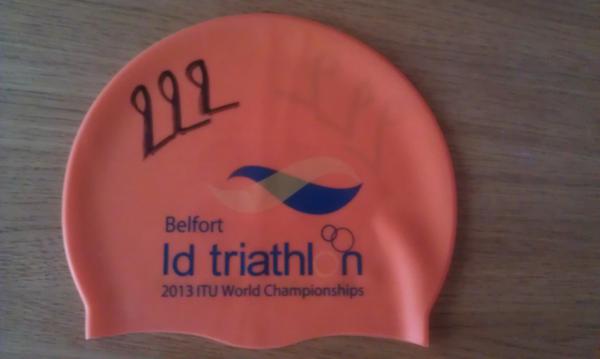 222
Belfort
ld triathlon
2013 ITU World Championships